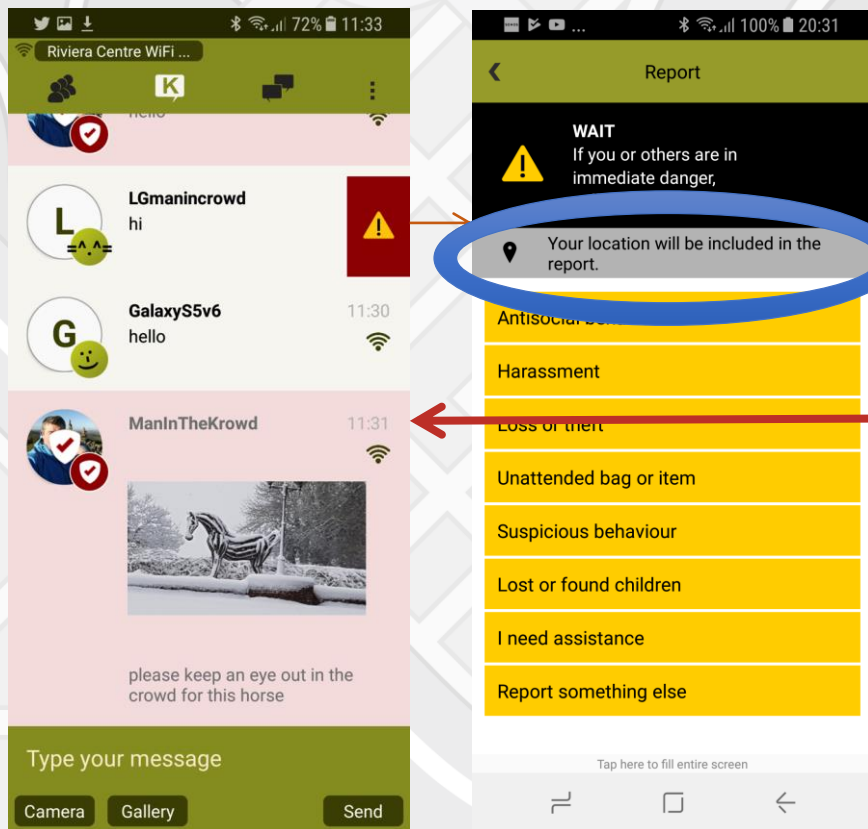 72% 11:33
Riviera Centre WiFi ...
K
hello
L
=^.^=
LGmanincrowd
hi
G
GalaxyS5v6
11:30
hello
ManInTheKrowd
11:31
please keep an eye out in the
crowd for this horse
Type your message
Camera
Gallery
Send
... 100% 20:31
Report
WAIT
If you or others are in
immediate danger,
Your location will be included in the
report.
Antisocial
Harassment
Loss or theft
Unattended bag or item
Suspicious behaviour
Lost or found children
I need assistance
Report something else
Tap here to fill entire screen